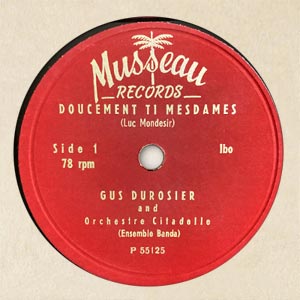 Musseau
RECORDS
DOUCEMENT TI MESDAMES
(Luc Mondesir)
Side 1
Ibo
78 rpm
GUS DUROSIER
and
Orchestre Citadelle
(Ensemble Banda)
P 55125